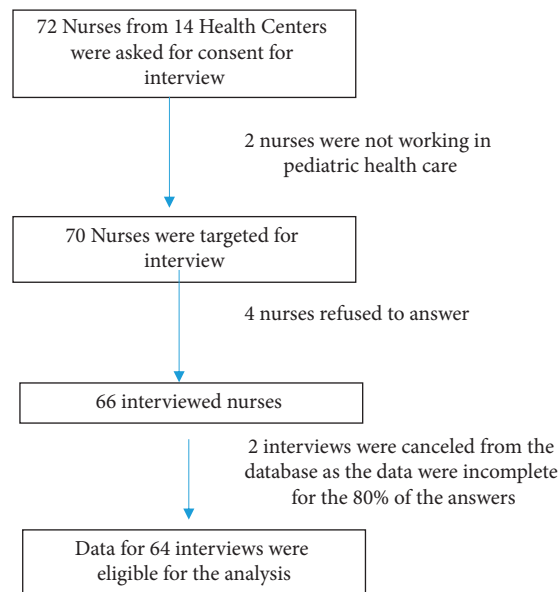 72 Nurses from 14 Health Centers
were asked for consent for
interview
2 nurses were not working in
pediatric health care
70 Nurses were targeted for
interview
4 nurses refused to answer
66 interviewed nurses
2 interviews were canceled from the
database as the data were incomplete
for the 80% of the answers
Data for 64 interviews were
eligible for the analysis